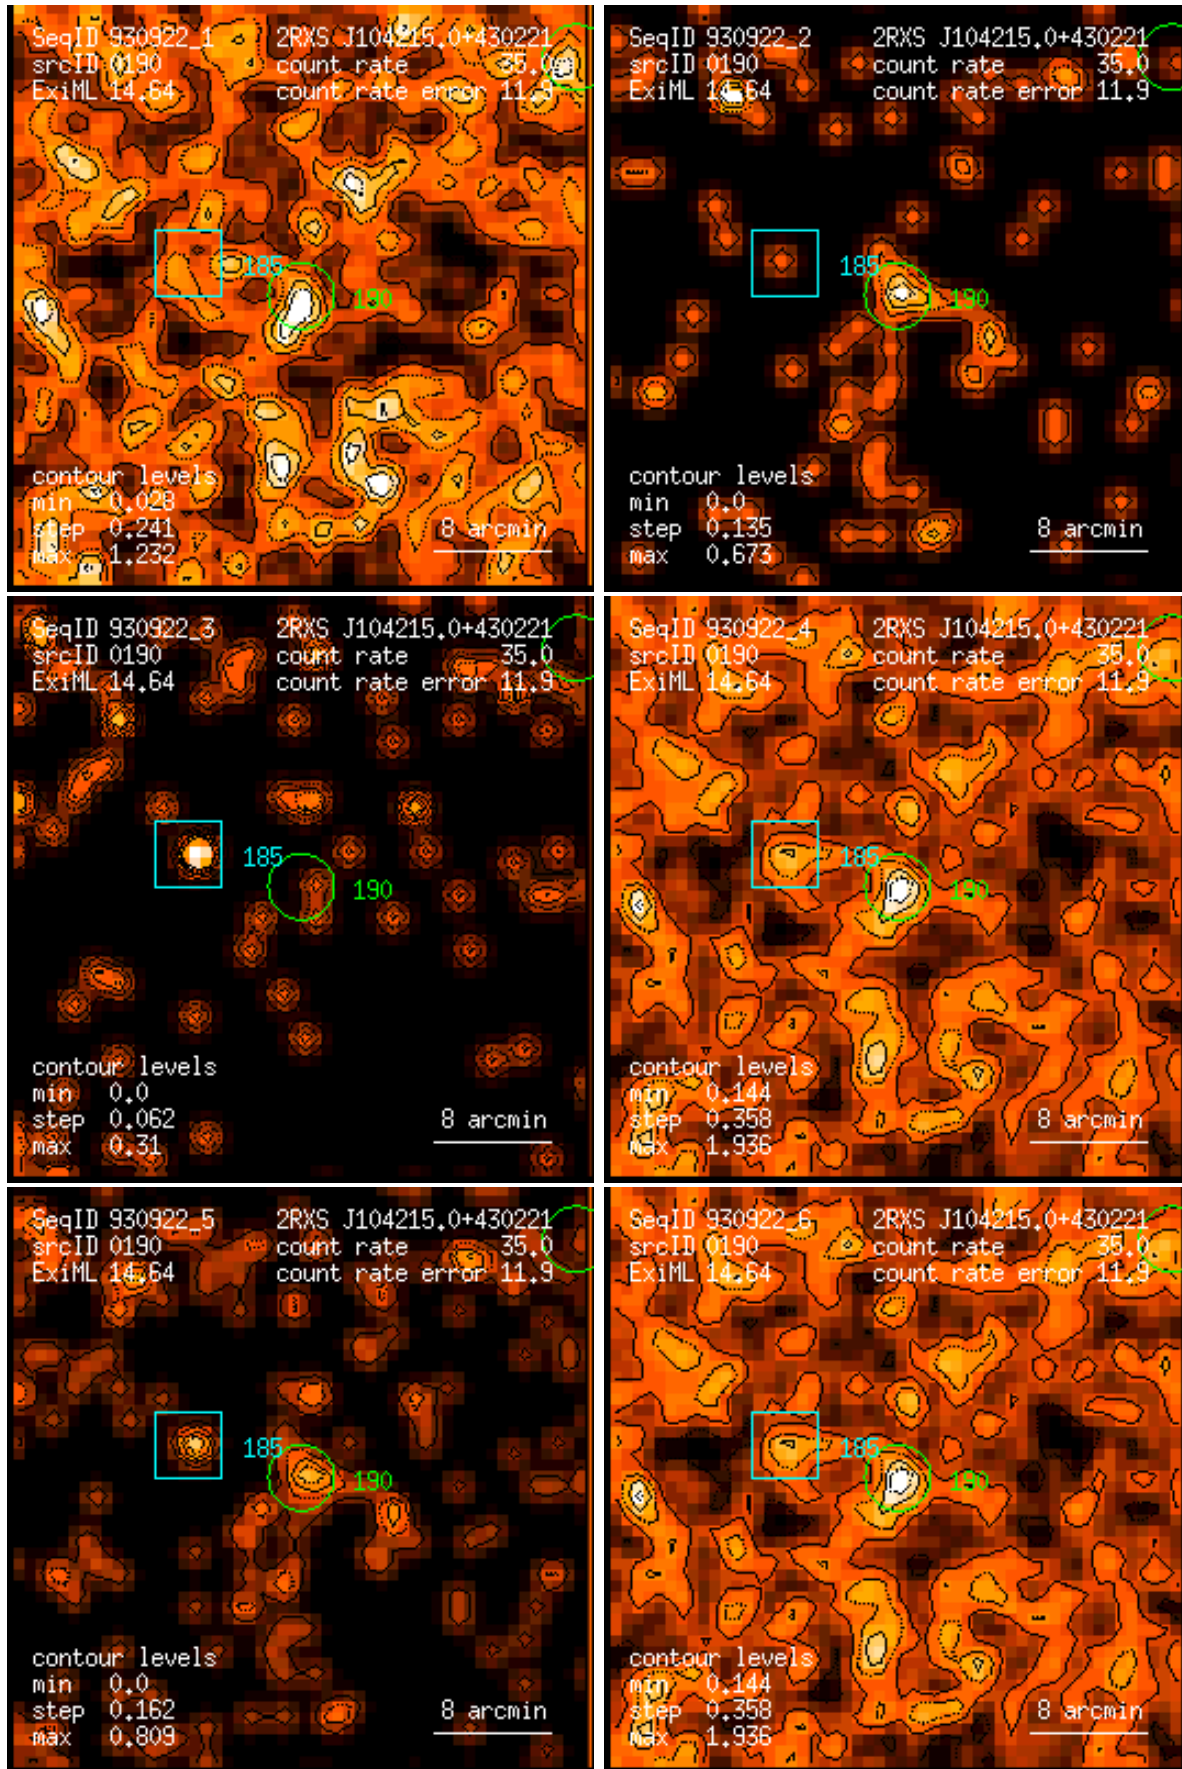 SeqID 930922_1 2RXS J104215.0+430221
srcID 0190 count rate 35.0
ExiML 14.64 count rate error 11.9
185
190
contour levels
min 0.028
step 0.241 8 arcmin
max 1.232
SeqID 930922_2 2RXS J104215.0+430221
srcID 0190 count rate 35.0
ExiML 14.64 count rate error 11.9
185
190
contour levels
min 0.0
step 0.135 8 arcmin
max 0.673
SeqID 930922_3 2RXS J104215.0+430221
srcID 0190 count rate 35.0
ExiML 14.64 count rate error 11.9
185
190
contour levels
min 0.0
step 0.062 8 arcmin
max 0.31
SeqID 930922_4 2RXS J104215.0+430221
srcID 0190 count rate 35.0
ExiML 14.64 count rate error 11.9
185
190
contour levels
min 0.144
step 0.358 8 arcmin
max 1.936
SeqID 930922_5 2RXS J104215.0+430221
srcID 0190 count rate 35.0
ExiML 14.64 count rate error 11.9
185
190
contour levels
min 0.0
step 0.162 8 arcmin
max 0.809
SeqID 930922_6 2RXS J104215.0+430221
srcID 0190 count rate 35.0
ExiML 14.64 count rate error 11.9
185
190
contour levels
min 0.144
step 0.358 8 arcmin
max 1.936